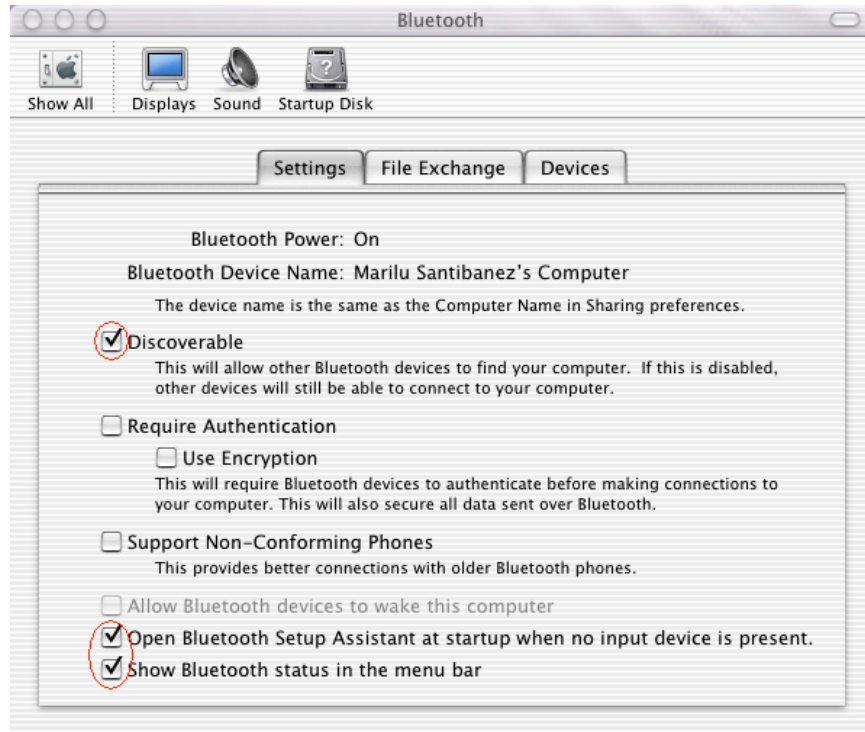 Bluetooth
Show All Displays Sound Startup Disk
Settings File Exchange Devices
Bluetooth Power: On
Bluetooth Device Name: Marilu Santibanez’s Computer
The device name is the same as the Computer Name in Sharing preferences.
Discoverable
This will allow other Bluetooth devices to find your computer. If this is disabled,
other devices will still be able to connect to your computer.
Require Authentication
Use Encryption
This will require Bluetooth devices to authenticate before making connections to
your computer. This will also secure all data sent over Bluetooth.
Support Non-Conforming Phones
This provides better connections with older Bluetooth phones.
Allow Bluetooth devices to wake this computer
Open Bluetooth Setup Assistant at startup when no input device is present.
Show Bluetooth status in the menu bar